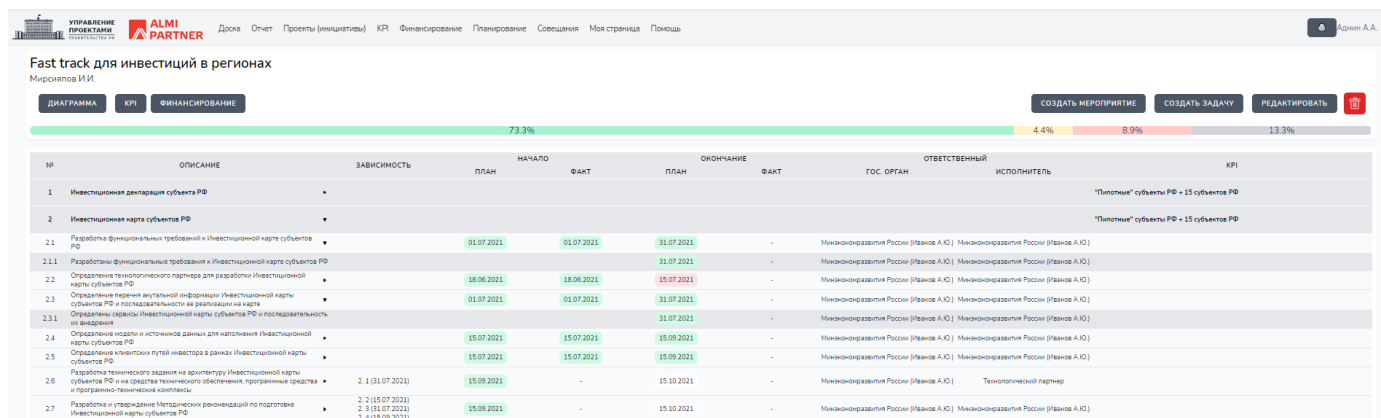 УПРАВЛЕНИЕ
ПРОЕКТАМИ
ПРАВИТЕЛЬСТВА РФ
ALMI
PARTNER
Доска Отчет Проекты (инициативы) KPI Финансирование Планирование Совещания Моя страница Помощь
Админ А.А.
Fast track для инвестиций в регионах
Мирсияпов И.И.
ДИАГРАММА KPI ФИНАНСИРОВАНИЕ СОЗДАТЬ МЕРОПРИЯТИЕ СОЗДАТЬ ЗАДАЧУ РЕДАКТИРОВАТЬ
73.3% 4.4% 8.9% 13.3%
№ ОПИСАНИЕ ЗАВИСИМОСТЬ НАЧАЛО ОКОНЧАНИЕ ОТВЕТСТВЕННЫЙ KPI
ПЛАН ФАКТ ПЛАН ФАКТ ГОС. ОРГАН ИСПОЛНИТЕЛЬ
1 Инвестиционная декларация субъекта РФ "Пилотные" субъекты РФ + 15 субъектов РФ
2 Инвестиционная карта субъектов РФ "Пилотные" субъекты РФ + 15 субъектов РФ
2.1 Разработка функциональных требований к Инвестиционной карте субъектов
РФ 01.07.2021 01.07.2021 31.07.2021 - Минэкономразвития России (Иванов А.Ю.) Минэкономразвития России (Иванов А.Ю.)
2.1.1 Разработаны функциональные требования к Инвестиционной карте субъектов РФ 31.07.2021 - Минэкономразвития России (Иванов А.Ю.) Минэкономразвития России (Иванов А.Ю.)
2.2 Определение технологического партнера для разработки Инвестиционной
карты субъектов РФ 18.06.2021 18.06.2021 15.07.2021 - Минэкономразвития России (Иванов А.Ю.) Минэкономразвития России (Иванов А.Ю.)
2.3 Определение перечня акутальной информации Инвестиционной карты
субъектов РФ и последовательности ее реализации на карте 01.07.2021 01.07.2021 31.07.2021 - Минэкономразвития России (Иванов А.Ю.) Минэкономразвития России (Иванов А.Ю.)
2.3.1 Определены сервисы Инвестиционной карты субъектов РФ и последовательность
их внедрения 31.07.2021 - Минэкономразвития России (Иванов А.Ю.) Минэкономразвития России (Иванов А.Ю.)
2.4 Определение модели и источников данных для наполнения Инвестиционной
карты субъектов РФ 15.07.2021 15.07.2021 15.09.2021 - Минэкономразвития России (Иванов А.Ю.) Минэкономразвития России (Иванов А.Ю.)
2.5 Определение клиентских путей инвестора в рамках Инвестиционной карты
субъектов РФ 15.07.2021 15.07.2021 15.09.2021 - Минэкономразвития России (Иванов А.Ю.) Минэкономразвития России (Иванов А.Ю.)
Разработка технического задания на архитектуру Инвестиционной карты
2.6 субъектов РФ и на средства технического обеспечения, программные средства 2. 1 (31.07.2021) 15.09.2021 - 15.10.2021 - Минэкономразвития России (Иванов А.Ю.) Технологический партнер
и программно-технические комплексы
2. 2 (15.07.2021)
2.7 Разработка и утверждение Методических рекомендаций по подготовке 2. 3 (31.07.2021) 15.09.2021 - 15.10.2021 - Минэкономразвития России (Иванов А.Ю.) Минэкономразвития России (Иванов А.Ю.)
Инвестиционной карты субъектов РФ 2. 4 (15.09.2021)